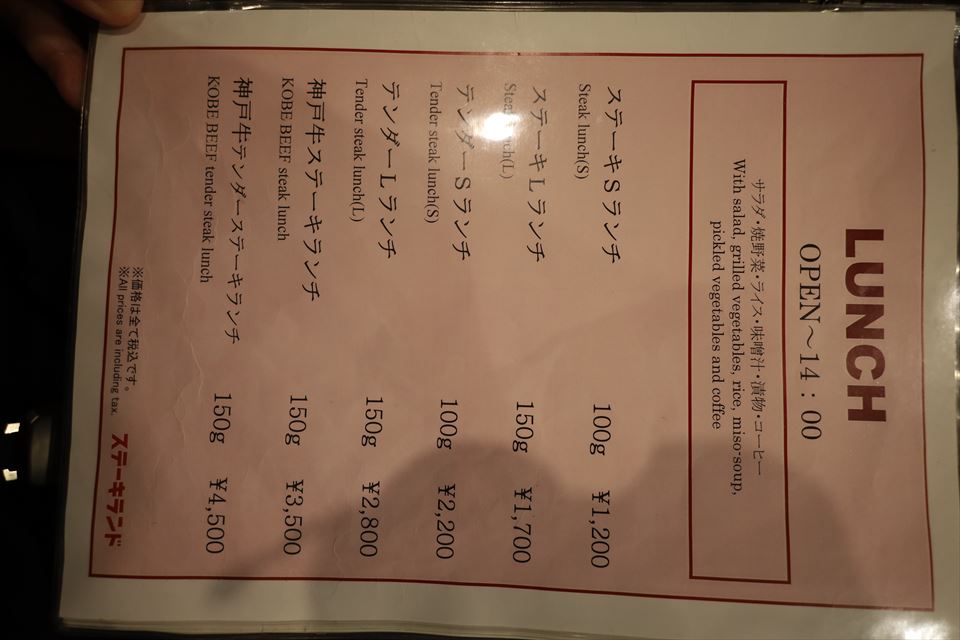 LUNCH
OPEN～14：00
サラダ・焼野菜・ライス・味噌汁・漬物・コーヒー
With salad, grilled vegetables, rice, miso-soup,
pickled vegetables and coffee
ステーキSランチ 100g ¥1,200
Steak lunch(S)
ステーキLランチ 150g ¥1,700
Steak lunch(L)
テンダーSランチ 100g ¥2,200
Tender steak lunch(S)
テンダーLランチ 150g ¥2,800
Tender steak lunch(L)
神戸牛ステーキランチ 150g ¥3,500
KOBE BEEF steak lunch
神戸牛テンダーステーキランチ 150g ¥4,500
KOBE BEEF tender steak lunch
※価格は全て税込です。
※All prices are including tax.
ステーキランド